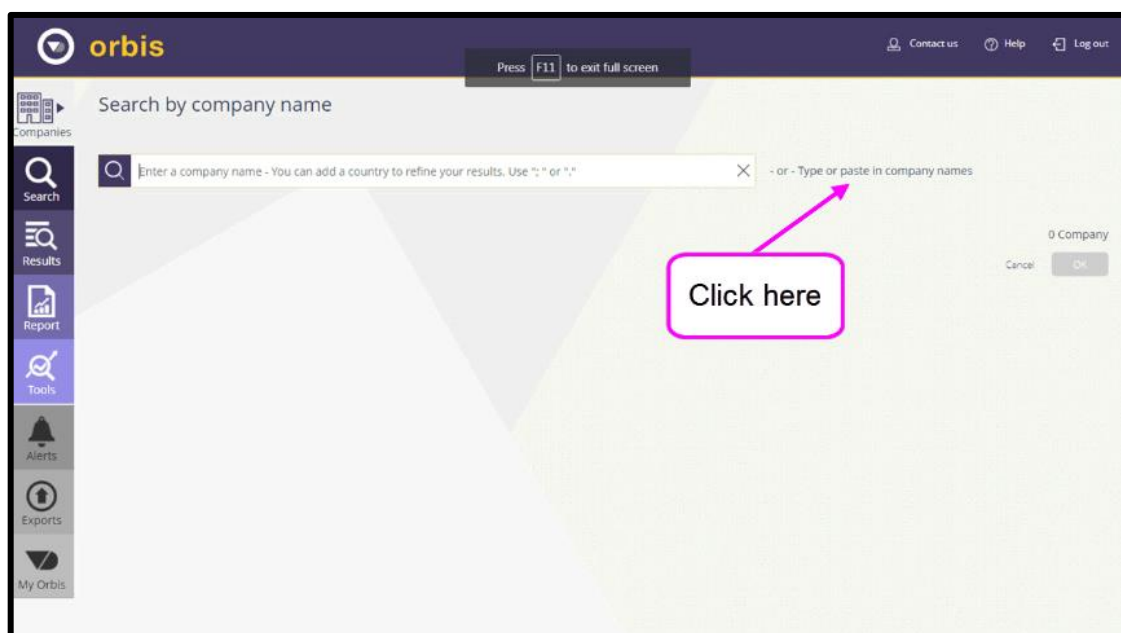 orbis
Contact us
Help
Log out
Press F11 to exit full screen
Companies
Search by company name
Search
Enter a company name - You can add a country to refine your results. Use ";" or ","
- or - Type or paste in company names
Results
0 Company
Cancel
OK
Click here
Report
Tools
Alerts
Exports
My Orbis